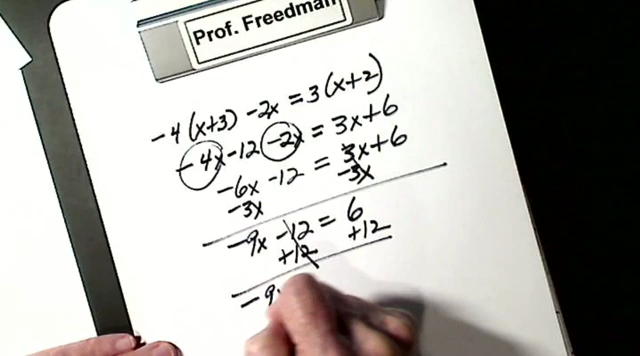 Prof. Freedman
-4(x+3) -2x = 3(x+2)
-4x-12 -2x = 3x+6
-6x -12 = 3x+6
-3x -3x
-9x -12 = 6
+12 +12
-9